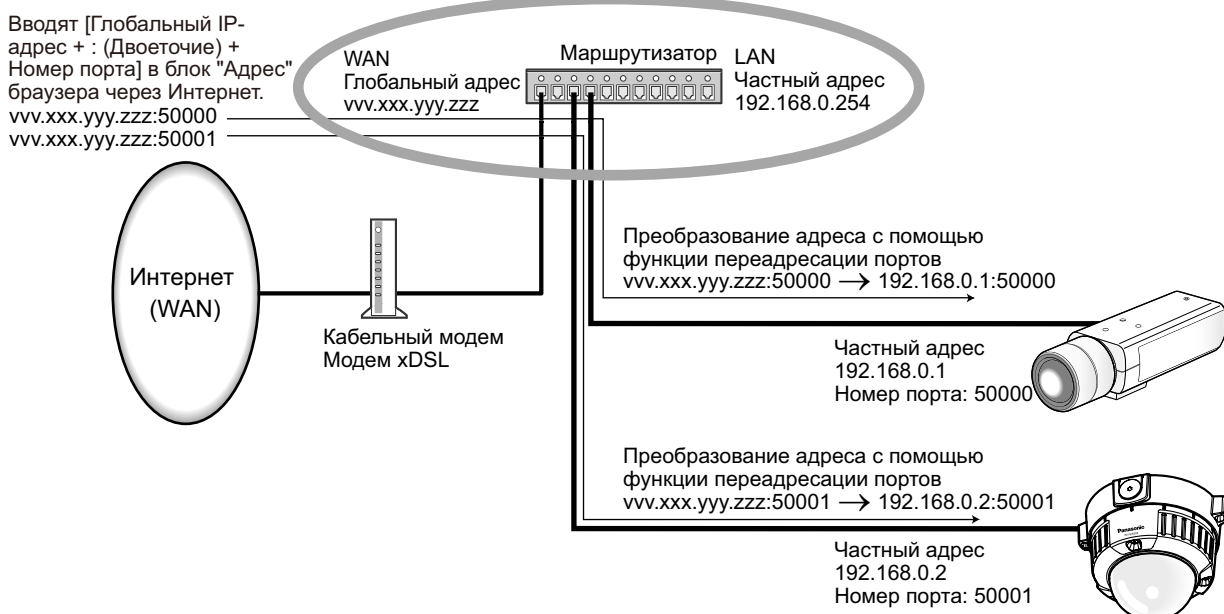 Вводят [Глобальный IP-
адрес + : (Двоеточие) +
Номер порта] в блок "Адрес"
браузера через Интернет.
vvv.xxx.yyy.zzz:50000
vvv.xxx.yyy.zzz:50001
WAN
Глобальный адрес
vvv.xxx.yyy.zzz
Маршрутизатор
LAN
Частный адрес
192.168.0.254
Интернет
(WAN)
Кабельный модем
Модем xDSL
Преобразование адреса с помощью
функции переадресации портов
vvv.xxx.yyy.zzz:50000 → 192.168.0.1:50000
Частный адрес
192.168.0.1
Номер порта: 50000
Преобразование адреса с помощью
функции переадресации портов
vvv.xxx.yyy.zzz:50001 → 192.168.0.2:50001
Panasonic
Частный адрес
192.168.0.2
Номер порта: 50001